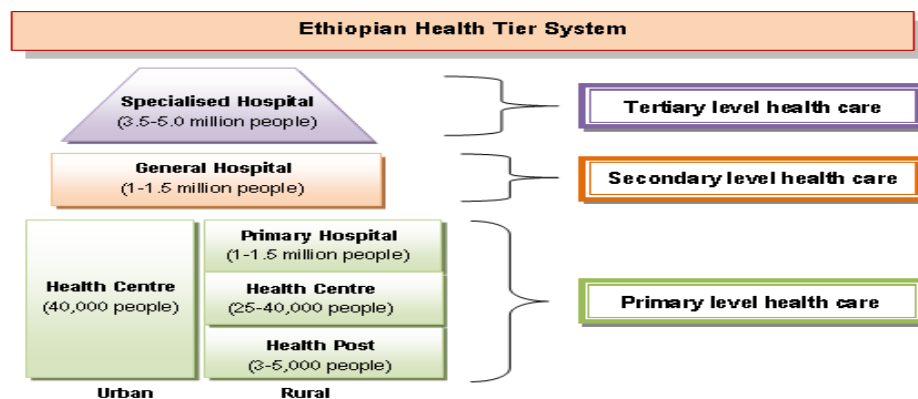 Ethiopian Health Tier System
Specialised Hospital
(3.5-5.0 million people)
Tertiary level health care
General Hospital
(1-1.5 million people)
Secondary level health care
Health Centre
(40,000 people)
Primary Hospital
(1-1.5 million people)
Health Centre
(25-40,000 people)
Health Post
(3-5,000 people)
Primary level health care
Urban
Rural